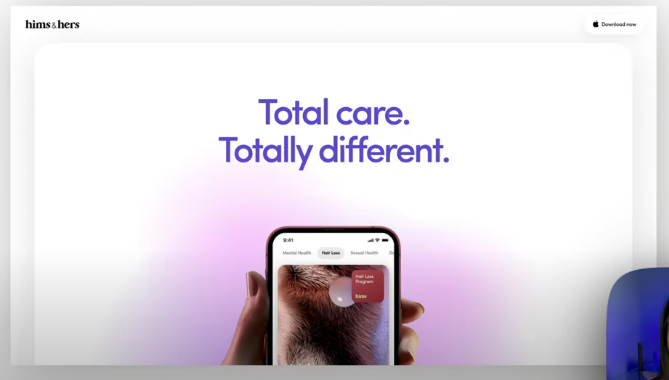 hims&hers
Download now
Total care.
Totally different.
9:41
Mental Health
Hair Loss
Sexual Health
Hair Loss
Program
hims